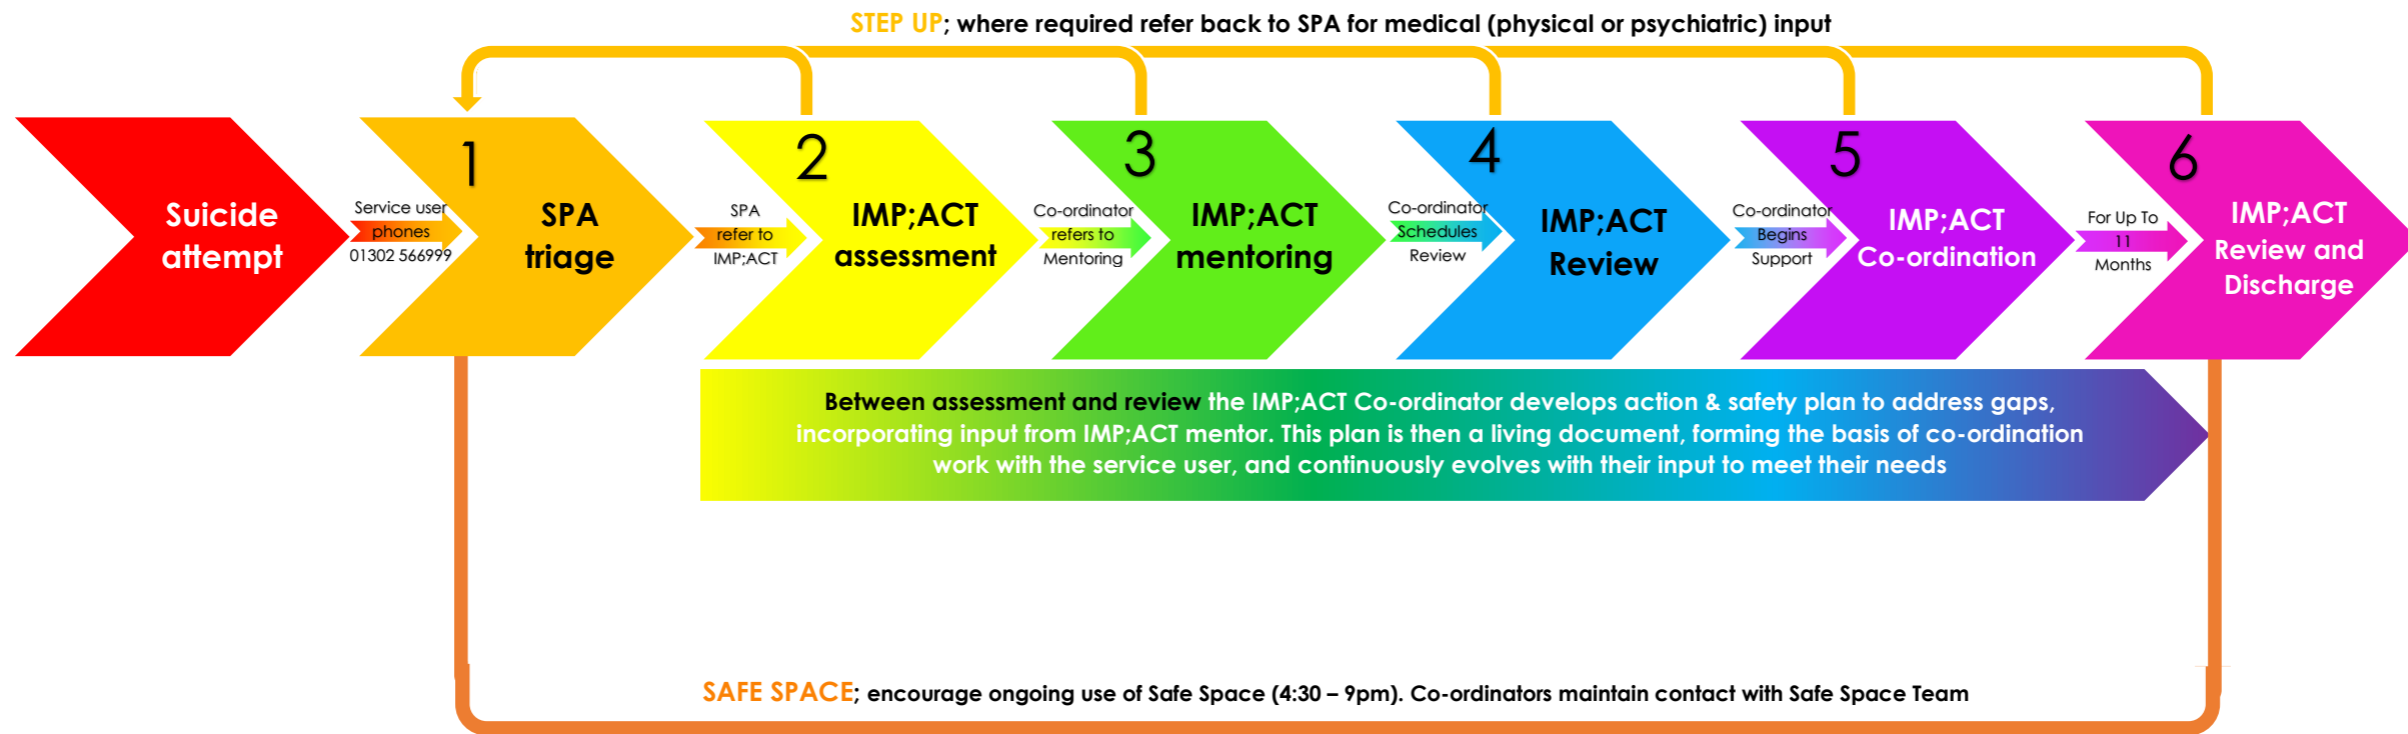 STEP UP; where required refer back to SPA for medical (physical or psychiatric) input
Suicide
attempt
Service user
phones
01302 566999
1
SPA
triage
SPA
refer to
IMP;ACT
2
IMP;ACT
assessment
Co-ordinator
refers to
Mentoring
3
IMP;ACT
mentoring
Co-ordinator
Schedules
Review
4
IMP;ACT
Review
Co-ordinator
Begins
Support
5
IMP;ACT
Co-ordination
For Up To
11
Months
6
IMP;ACT
Review and
Discharge
Between assessment and review the IMP;ACT Co-ordinator develops action & safety plan to address gaps,
incorporating input from IMP;ACT mentor. This plan is then a living document, forming the basis of co-ordination
work with the service user, and continuously evolves with their input to meet their needs
SAFE SPACE; encourage ongoing use of Safe Space (4:30 – 9pm). Co-ordinators maintain contact with Safe Space Team